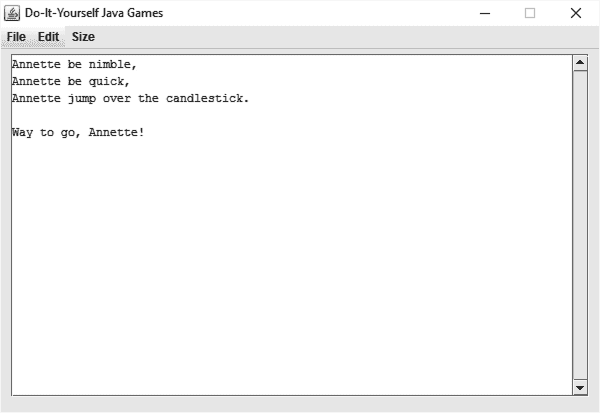 Do-It-Yourself Java Games
File Edit Size
Annette be nimble,
Annette be quick,
Annette jump over the candlestick.
Way to go, Annette!